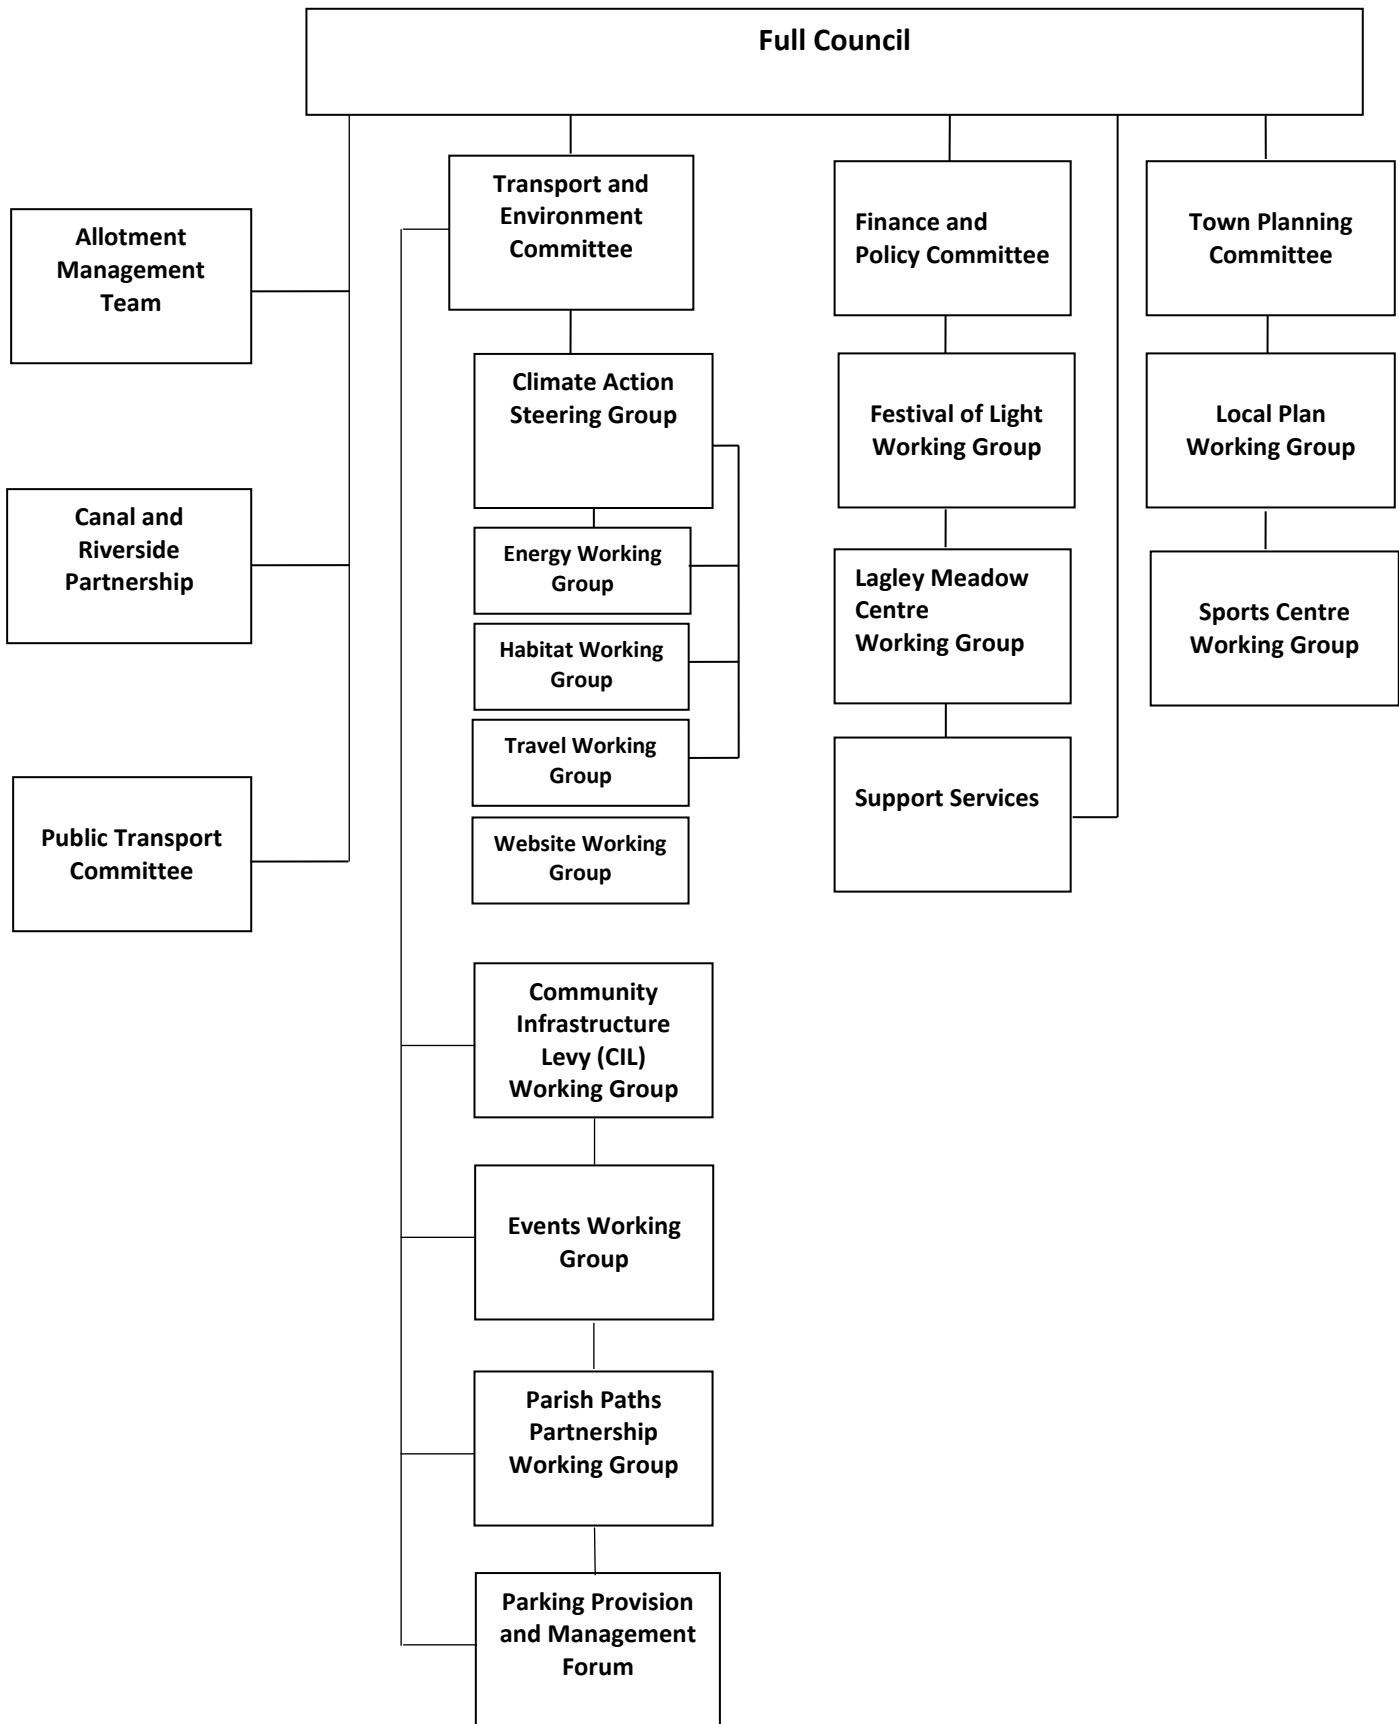 Full Council
Transport and
Environment
Committee
Finance and
Policy Committee
Town Planning
Committee
Allotment
Management
Team
Climate Action
Steering Group
Festival of Light
Working Group
Local Plan
Working Group
Canal and
Riverside
Partnership
Energy Working
Group
Lagley Meadow
Centre
Working Group
Sports Centre
Working Group
Habitat Working
Group
Travel Working
Group
Support Services
Public Transport
Committee
Website Working
Group
Community
Infrastructure
Levy (CIL)
Working Group
Events Working
Group
Parish Paths
Partnership
Working Group
Parking Provision
and Management
Forum